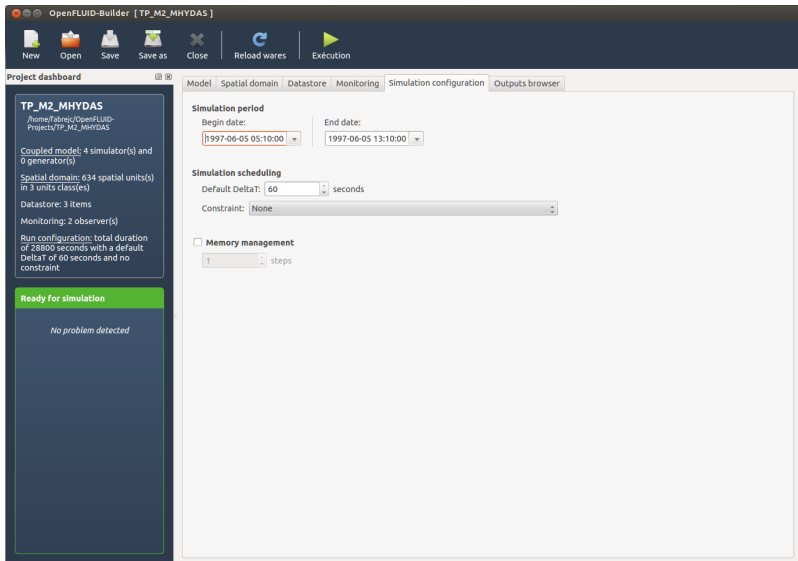 OpenFLUID-Builder [ TP_M2_MHYDAS ]
New Open Save Save as Close Reload wares Exécution
Project dashboard
Model Spatial domain Datastore Monitoring Simulation configuration Outputs browser
TP_M2_MHYDAS
/home/fabrejc/OpenFLUID-
Projects/TP_M2_MHYDAS
Coupled model: 4 simulator(s) and
0 generator(s)
Spatial domain: 634 spatial units(s)
in 3 units class(es)
Datastore: 3 items
Monitoring: 2 observer(s)
Run configuration: total duration
of 28800 seconds with a default
DeltaT of 60 seconds and no
constraint
Ready for simulation
No problem detected
Simulation period
Begin date: End date:
1997-06-05 05:10:00 1997-06-05 13:10:00
Simulation scheduling
Default DeltaT: 60 seconds
Constraint: None
Memory management
1 steps